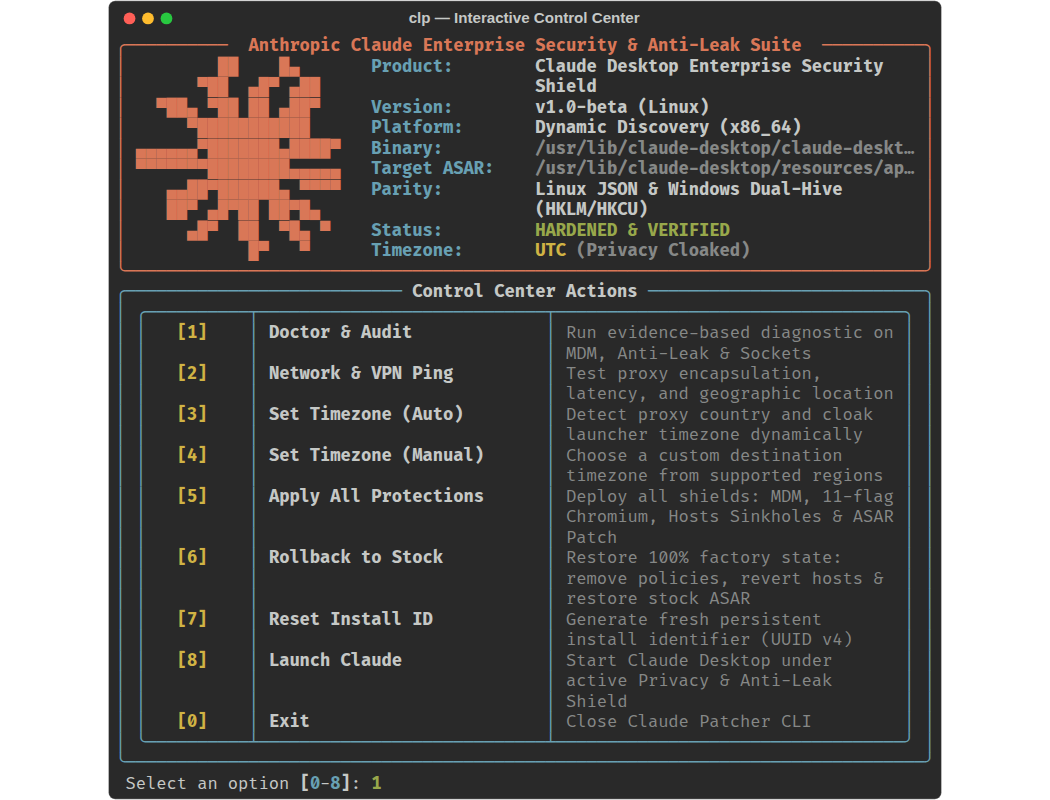 clp — Interactive Control Center
Anthropic Claude Enterprise Security & Anti-Leak Suite
Product: Claude Desktop Enterprise Security
Shield
Version: v1.0-beta (Linux)
Platform: Dynamic Discovery (x86_64)
Binary: /usr/lib/claude-desktop/claude-deskt…
Target ASAR: /usr/lib/claude-desktop/resources/ap…
Parity: Linux JSON & Windows Dual-Hive
(HKLM/HKCU)
Status: HARDENED & VERIFIED
Timezone: UTC (Privacy Cloaked)
Control Center Actions
[1] Doctor & Audit Run evidence-based diagnostic on
MDM, Anti-Leak & Sockets
[2] Network & VPN Ping Test proxy encapsulation,
latency, and geographic location
[3] Set Timezone (Auto) Detect proxy country and cloak
launcher timezone dynamically
[4] Set Timezone (Manual) Choose a custom destination
timezone from supported regions
[5] Apply All Protections Deploy all shields: MDM, 11-flag
Chromium, Hosts Sinkholes & ASAR
Patch
[6] Rollback to Stock Restore 100% factory state:
remove policies, revert hosts &
restore stock ASAR
[7] Reset Install ID Generate fresh persistent
install identifier (UUID v4)
[8] Launch Claude Start Claude Desktop under
active Privacy & Anti-Leak
Shield
[0] Exit Close Claude Patcher CLI
Select an option [0-8]: 1